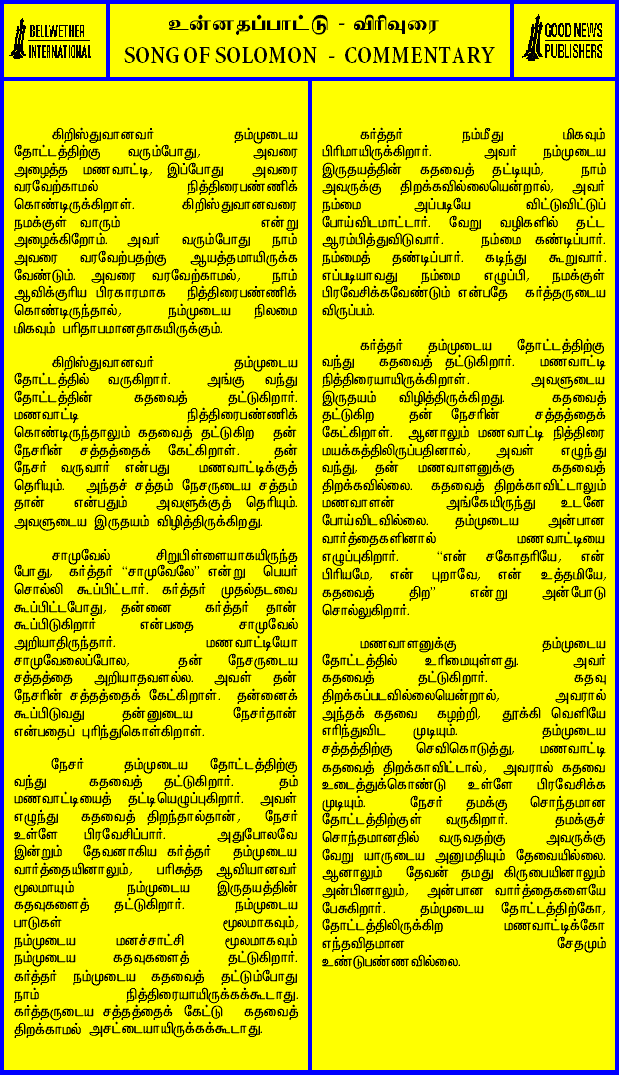 BELLWETHER
INTERNATIONAL
உன்னதப்பாட்டு - விரிவுரை
SONG OF SOLOMON - COMMENTARY
GOOD NEWS
PUBLISHERS
கிறிஸ்துவானவர் தம்முடைய
தோட்டத்திற்கு வரும்போது, அவரை
அழைத்த மணவாட்டி, இப்போது அவரை
வரவேற்காமல் நித்திரைபண்ணிக்
கொண்டிருக்கிறாள். கிறிஸ்துவானவரை
நமக்குள் வாரும் என்று
அழைக்கிறோம். அவர் வரும்போது நாம்
அவரை வரவேற்பதற்கு ஆயத்தமாயிருக்க
வேண்டும். அவரை வரவேற்காமல், நாம்
ஆவிக்குரிய பிரகாரமாக நித்திரைபண்ணிக்
கொண்டிருந்தால், நம்முடைய நிலமை
மிகவும் பரிதாபமானதாகயிருக்கும்.
கிறிஸ்துவானவர் தம்முடைய
தோட்டத்தில் வருகிறார். அங்கு வந்து
தோட்டத்தின் கதவைத் தட்டுகிறார்.
மணவாட்டி நித்திரைபண்ணிக்
கொண்டிருந்தாலும் கதவைத் தட்டுகிற தன்
நேசரின் சத்தத்தைக் கேட்கிறாள். தன்
நேசர் வருவார் என்பது மணவாட்டிக்குத்
தெரியும். அந்தச் சத்தம் நேசருடைய சத்தம்
தான் என்பதும் அவளுக்குத் தெரியும்.
அவளுடைய இருதயம் விழித்திருக்கிறது.
சாமுவேல் சிறுபிள்ளையாகயிருந்த
போது, கர்த்தர் “சாமுவேலே” என்று பெயர்
சொல்லி கூப்பிட்டார். கர்த்தர் முதல்தடவை
கூப்பிட்டபோது, தன்னை கர்த்தர் தான்
கூப்பிடுகிறார் என்பதை சாமுவேல்
அறியாதிருந்தார். மணவாட்டியோ
சாமுவேலைப்போல, தன் நேசருடைய
சத்தத்தை அறியாதவளல்ல. அவள் தன்
நேசரின் சத்தத்தைக் கேட்கிறாள். தன்னைக்
கூப்பிடுவது தன்னுடைய நேசர்தான்
என்பதைப் புரிந்துகொள்கிறாள்.
நேசர் தம்முடைய தோட்டத்திற்கு
வந்து கதவைத் தட்டுகிறார். தம்
மணவாட்டியைத் தட்டியெழுப்புகிறார். அவள்
எழுந்து கதவைத் திறந்தால்தான், நேசர்
உள்ளே பிரவேசிப்பார். அதுபோலவே
இன்றும் தேவனாகிய கர்த்தர் தம்முடைய
வார்த்தையினாலும், பரிசுத்த ஆவியானவர்
மூலமாயும் நம்முடைய இருதயத்தின்
கதவுகளைத் தட்டுகிறார். நம்முடைய
பாடுகள் மூலமாகவும்,
நம்முடைய மனச்சாட்சி மூலமாகவும்
நம்முடைய கதவுகளைத் தட்டுகிறார்.
கர்த்தர் நம்முடைய கதவைத் தட்டும்போது
நாம் நித்திரையாயிருக்கக்கூடாது.
கர்த்தருடைய சத்தத்தைக் கேட்டு கதவைத்
திறக்காமல் அசட்டையாயிருக்கக்கூடாது.
கர்த்தர் நம்மீது மிகவும்
பிரிமாயிருக்கிறார். அவர் நம்முடைய
இருதயத்தின் கதவைத் தட்டியும், நாம்
அவருக்கு திறக்கவில்லையென்றால், அவர்
நம்மை அப்படியே விட்டுவிட்டுப்
போய்விடமாட்டார். வேறு வழிகளில் தட்ட
ஆரம்பித்துவிடுவார். நம்மை கண்டிப்பார்.
நம்மைத் தண்டிப்பார். கடிந்து கூறுவார்.
எப்படியாவது நம்மை எழுப்பி, நமக்குள்
பிரவேசிக்கவேண்டும் என்பதே கர்த்தருடைய
விருப்பம்.
கர்த்தர் தம்முடைய தோட்டத்திற்கு
வந்து கதவைத் தட்டுகிறார். மணவாட்டி
நித்திரையாயிருக்கிறாள். அவளுடைய
இருதயம் விழித்திருக்கிறது. கதவைத்
தட்டுகிற தன் நேசரின் சத்தத்தைக்
கேட்கிறாள். ஆனாலும் மணவாட்டி நித்திரை
மயக்கத்திலிருப்பதினால், அவள் எழுந்து
வந்து, தன் மணவாளனுக்கு கதவைத்
திறக்கவில்லை. கதவைத் திறக்காவிட்டாலும்
மணவாளன் அங்கேயிருந்து உடனே
போய்விடவில்லை. தம்முடைய அன்பான
வார்த்தைகளினால் மணவாட்டியை
எழுப்புகிறார். “என் சகோதரியே, என்
பிரியமே, என் புறாவே, என் உத்தமியே,
கதவைத் திற” என்று அன்போடு
சொல்லுகிறார்.
மணவாளனுக்கு தம்முடைய
தோட்டத்தில் உரிமையுள்ளது. அவர்
கதவைத் தட்டுகிறார். கதவு
திறக்கப்படவில்லையென்றால், அவரால்
அந்தக் கதவை கழற்றி, தூக்கி வெளியே
எரிந்துவிட முடியும். தம்முடைய
சத்தத்திற்கு செவிகொடுத்து, மணவாட்டி
கதவைத் திறக்காவிட்டால், அவரால் கதவை
உடைத்துக்கொண்டு உள்ளே பிரவேசிக்க
முடியும். நேசர் தமக்கு சொந்தமான
தோட்டத்திற்குள் வருகிறார். தமக்குச்
சொந்தமானதில் வருவதற்கு அவருக்கு
வேறு யாருடைய அனுமதியும் தேவையில்லை.
ஆனாலும் தேவன் தமது கிருபையினாலும்
அன்பினாலும், அன்பான வார்த்தைகளையே
பேசுகிறார். தம்முடைய தோட்டத்திற்கோ,
தோட்டத்திலிருக்கிற மணவாட்டிக்கோ
எந்தவிதமான சேதமும்
உண்டுபண்ணவில்லை.